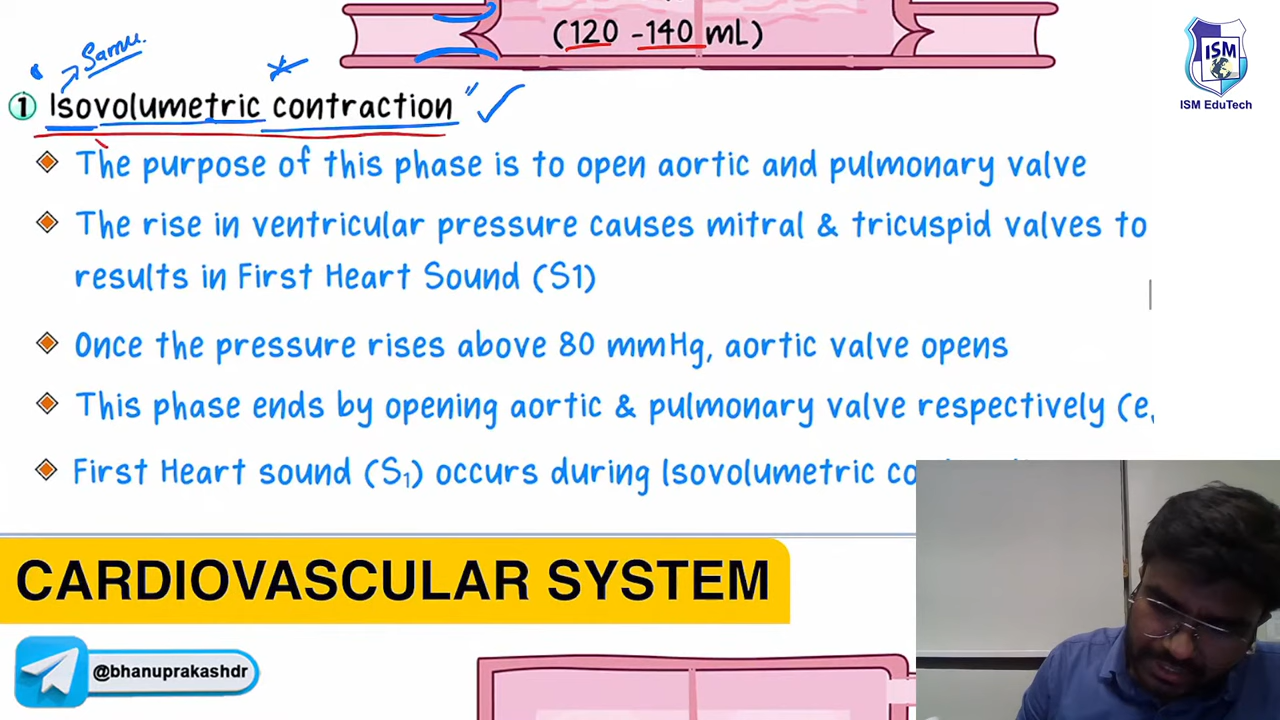 (120 -140 mL)
ISM
ISM EduTech
Same.
1 Isovolumetric contraction
The purpose of this phase is to open aortic and pulmonary valve
The rise in ventricular pressure causes mitral & tricuspid valves to
results in First Heart Sound (S1)
Once the pressure rises above 80 mmHg, aortic valve opens
This phase ends by opening aortic & pulmonary valve respectively (e.
First Heart sound (S₁) occurs during Isovolumetric
CARDIOVASCULAR SYSTEM
@bhanuprakashdr